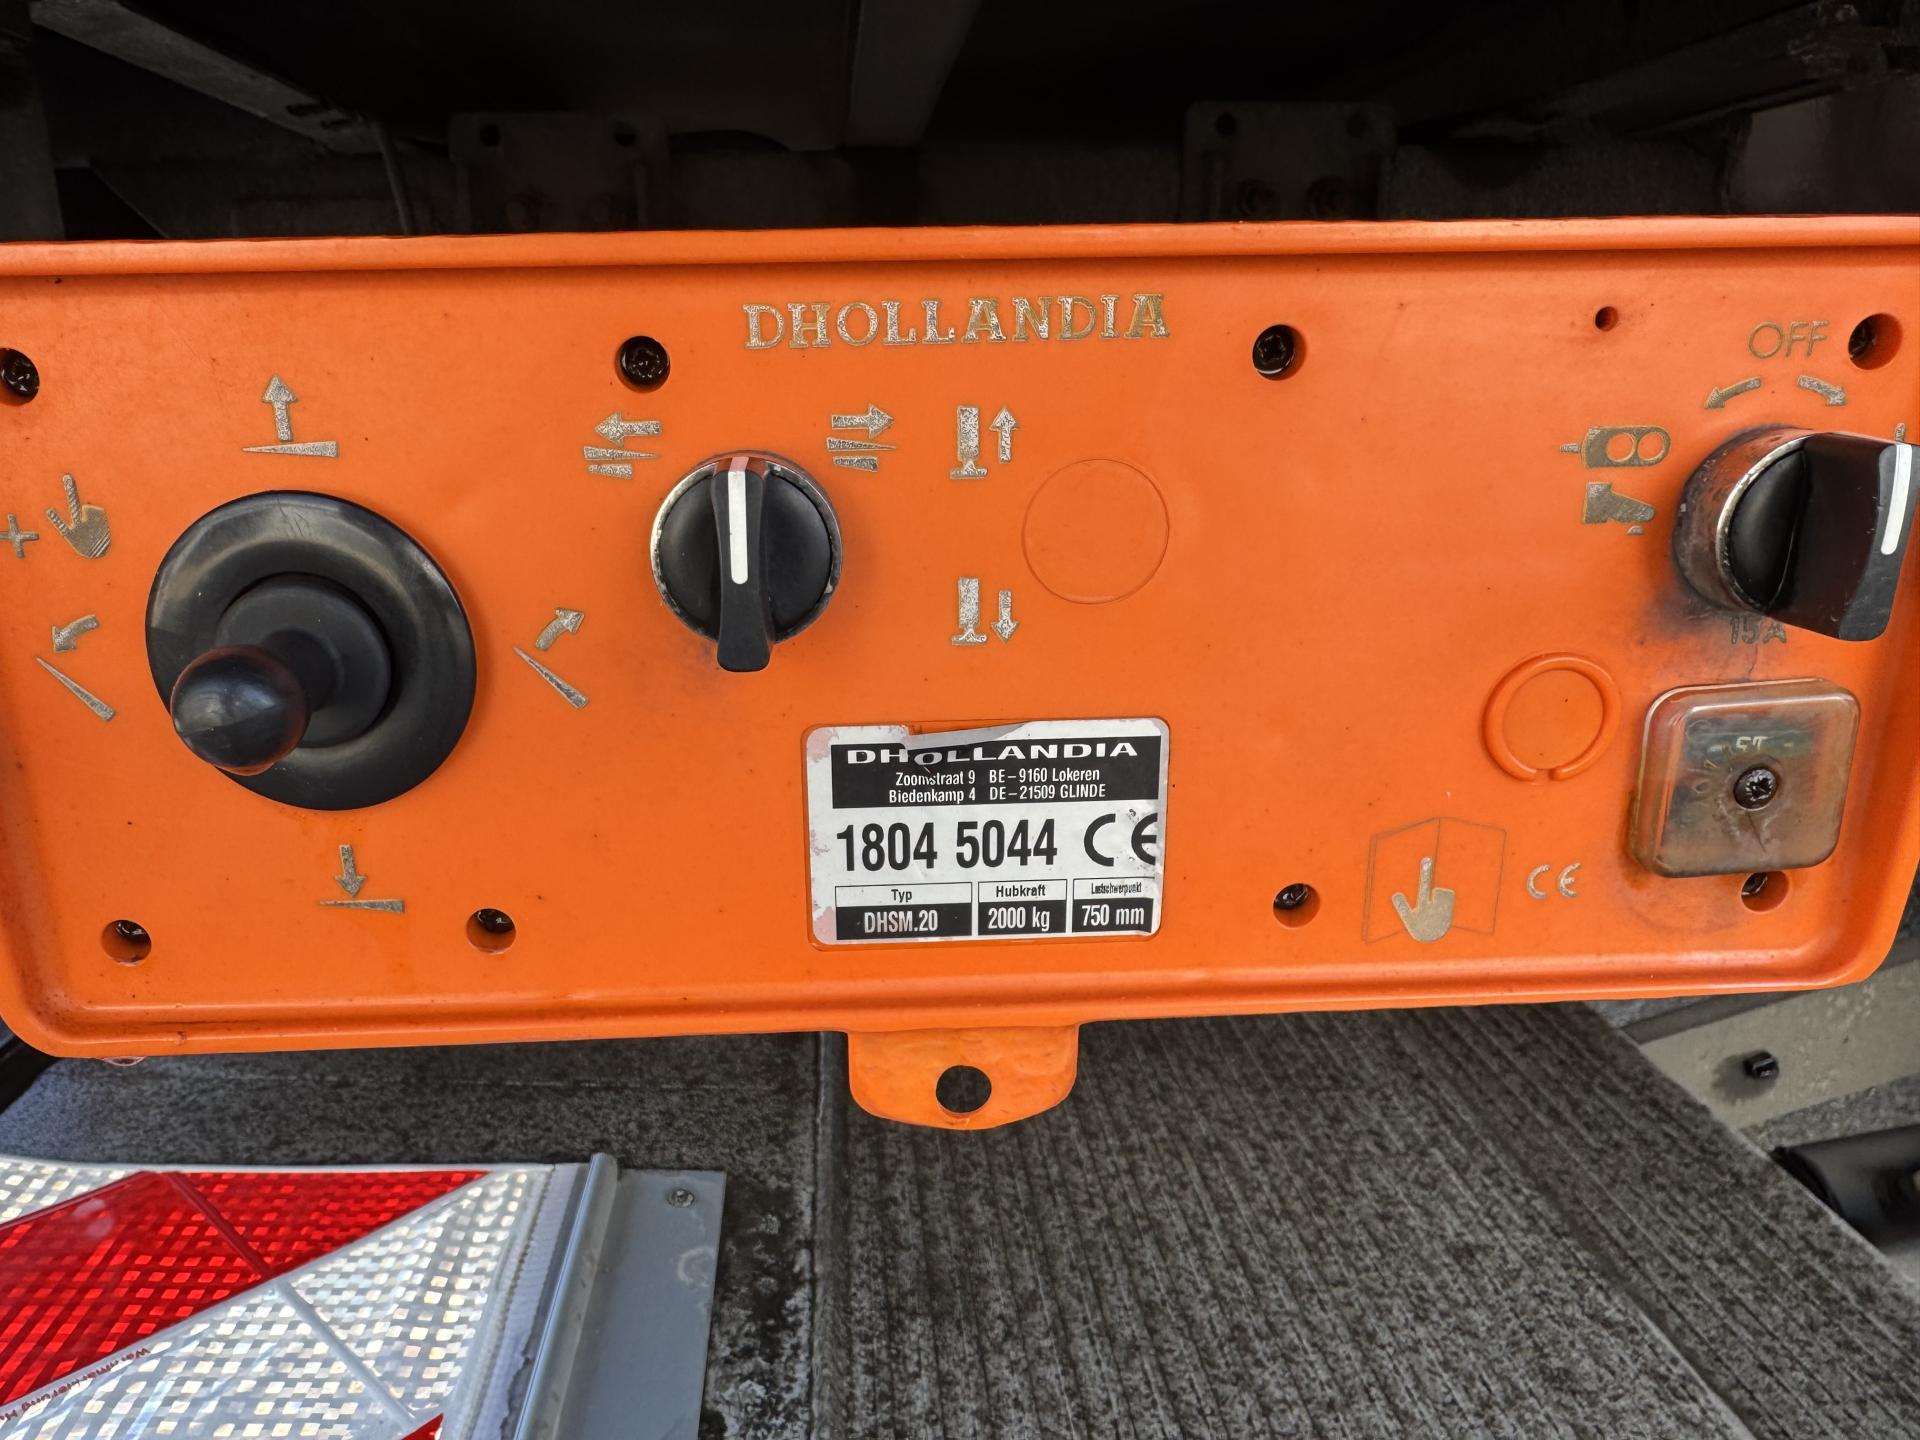 DHOLLANDIA
OFF
15A
DHOLLANDIA
Zoomstraat 9 BE-9160 Lokeren
Biedenkamp 4 DE-21509 GLINDE
1804 5044 CE
Typ
Hubkraft
Lastschwerpunkt
DHSM.20
2000 kg
750 mm
CE
Warnmarkierung